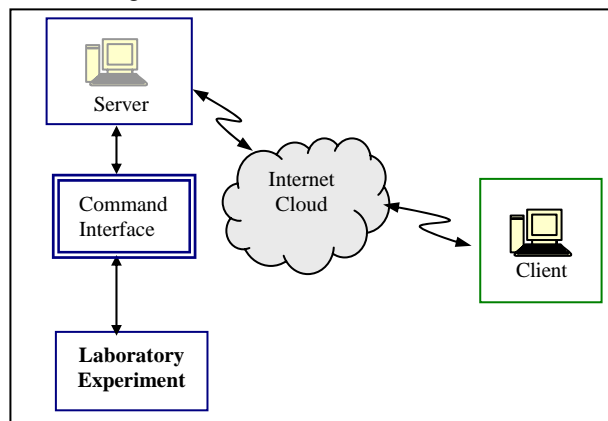 Server
Internet
Cloud
Command
Interface
Client
Laboratory
Experiment